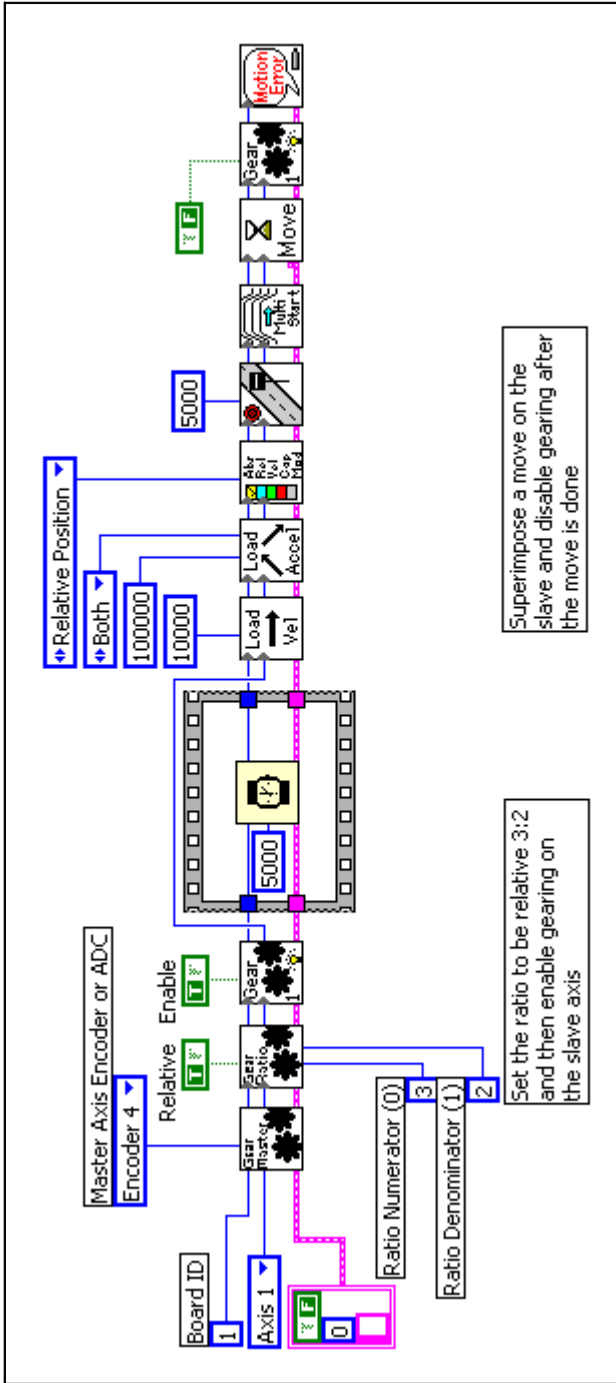 Board ID
1
Axis 1
F
0
Master Axis Encoder or ADC
Encoder 4
Gear
Master
Relative
T
Gear
Ratio
Ratio Numerator (0)
3
Ratio Denominator (1)
2
Enable
T
Gear
1
5000
Load
Vel
10000
Load
Accel
100000
Both
Relative Position
Abs
Rel
Vel
Cap
Mod
5000
Multi
Start
Move
F
Gear
1
Motion
Error
Set the ratio to be relative 3:2
and then enable gearing on
the slave axis
Superimpose a move on the
slave and disable gearing after
the move is done